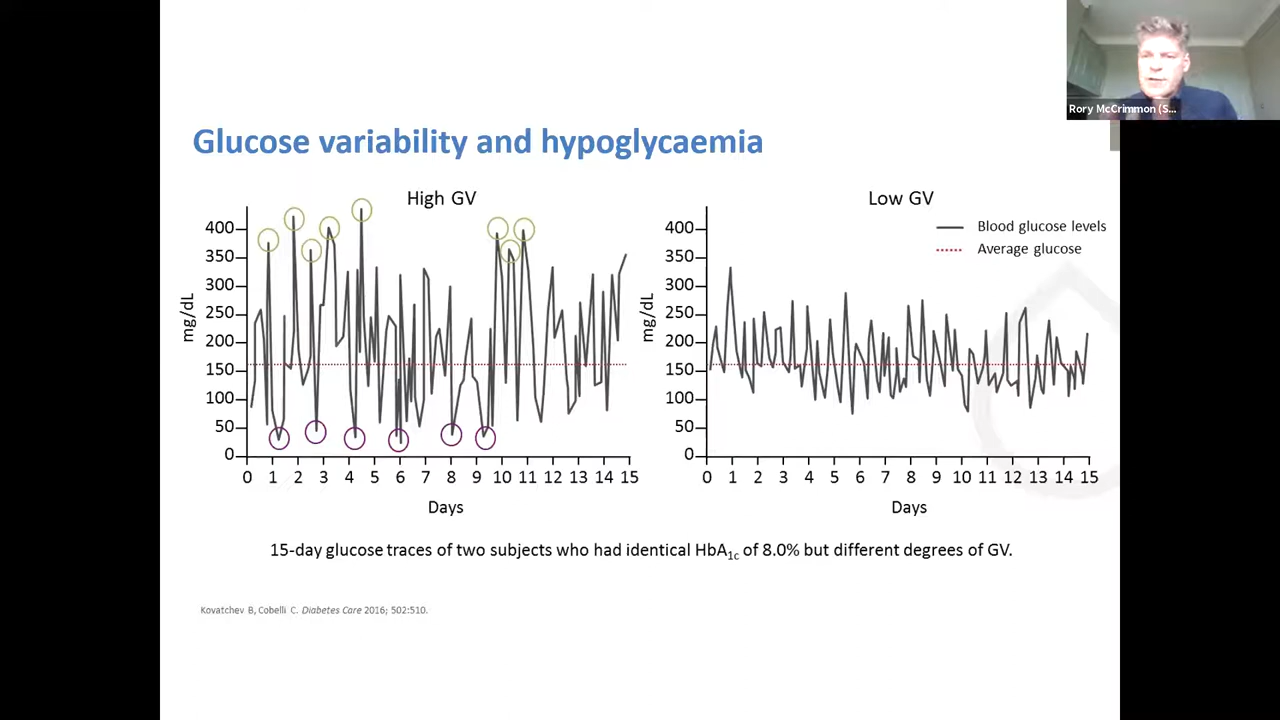 Rory McCrimmon (S...
Glucose variability and hypoglycaemia
High GV
400
350
300
250
200
150
100
50
0
mg/dL
0 1 2 3 4 5 6 7 8 9 10 11 12 13 14 15
Days
Low GV
Blood glucose levels
Average glucose
400
350
300
250
200
150
100
50
0
mg/dL
0 1 2 3 4 5 6 7 8 9 10 11 12 13 14 15
Days
15-day glucose traces of two subjects who had identical HbA1c of 8.0% but different degrees of GV.
Kovatchev B, Cobelli C. Diabetes Care 2016; 502:510.